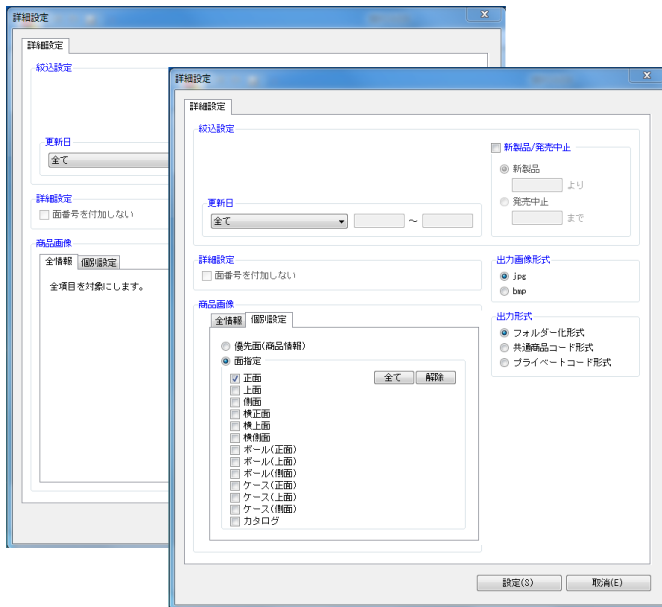 詳細設定
詳細設定
絞込設定
更新日
全て
詳細設定
面番号を付加しない
商品画像
全情報 個別設定
全項目を対象にします。
詳細設定
詳細設定
絞込設定
新製品/発売中止
新製品
より
発売中止
まで
更新日
全て ～
詳細設定
面番号を付加しない
出力画像形式
jpg
bmp
商品画像
全情報 個別設定
優先面(商品情報)
面指定
全て 解除
正面
上面
側面
横正面
横上面
横側面
ボール(正面)
ボール(上面)
ボール(側面)
ケース(正面)
ケース(上面)
ケース(側面)
カタログ
出力形式
フォルダー化形式
共通商品コード形式
プライベートコード形式
設定(S) 取消(E)